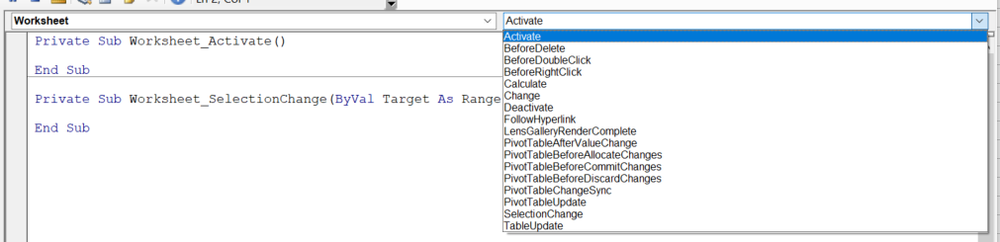 Ln 2, Col 1
Worksheet
Activate
Private Sub Worksheet_Activate()
End Sub
Private Sub Worksheet_SelectionChange(ByVal Target As Range
End Sub
Activate
BeforeDelete
BeforeDoubleClick
BeforeRightClick
Calculate
Change
Deactivate
FollowHyperlink
LensGalleryRenderComplete
PivotTableAfterValueChange
PivotTableBeforeAllocateChanges
PivotTableBeforeCommitChanges
PivotTableBeforeDiscardChanges
PivotTableChangeSync
PivotTableUpdate
SelectionChange
TableUpdate